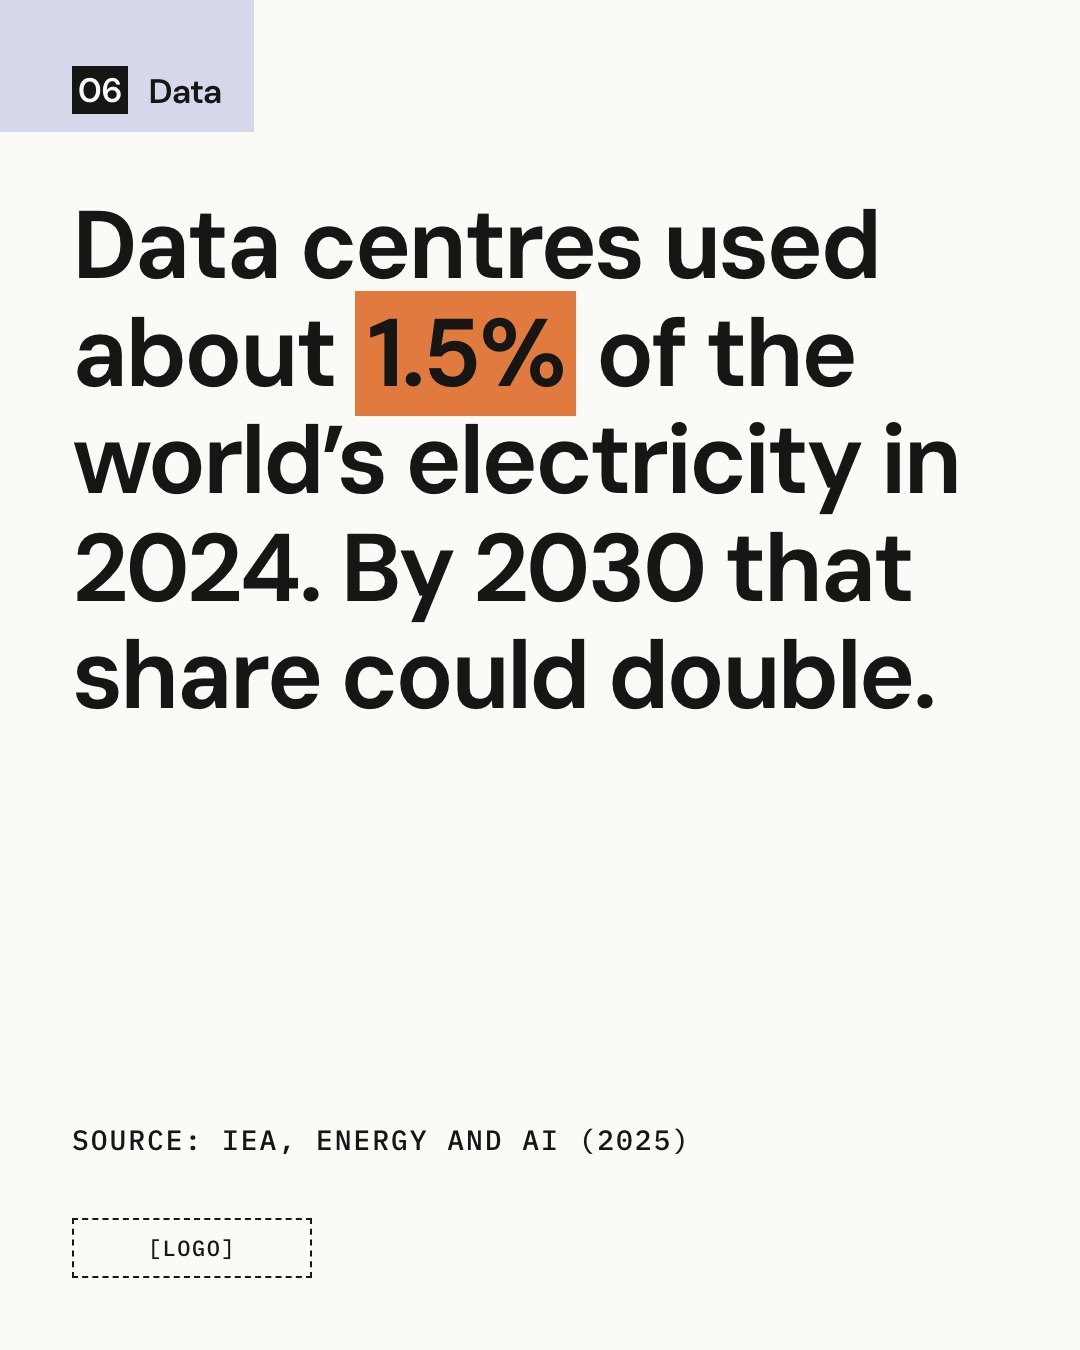 06 Data
Data centres used
about 1.5% of the
world’s electricity in
2024. By 2030 that
share could double.
SOURCE: IEA, ENERGY AND AI (2025)
[LOGO]